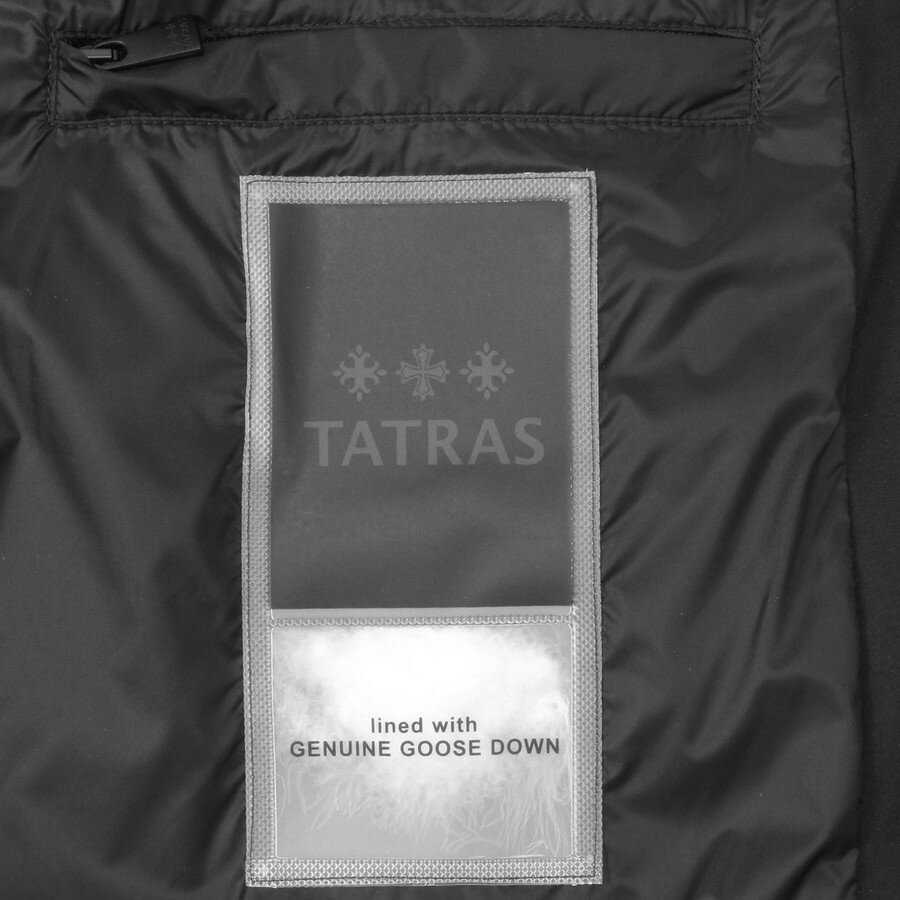 TATRAS
lined with
GENUINE GOOSE DOWN